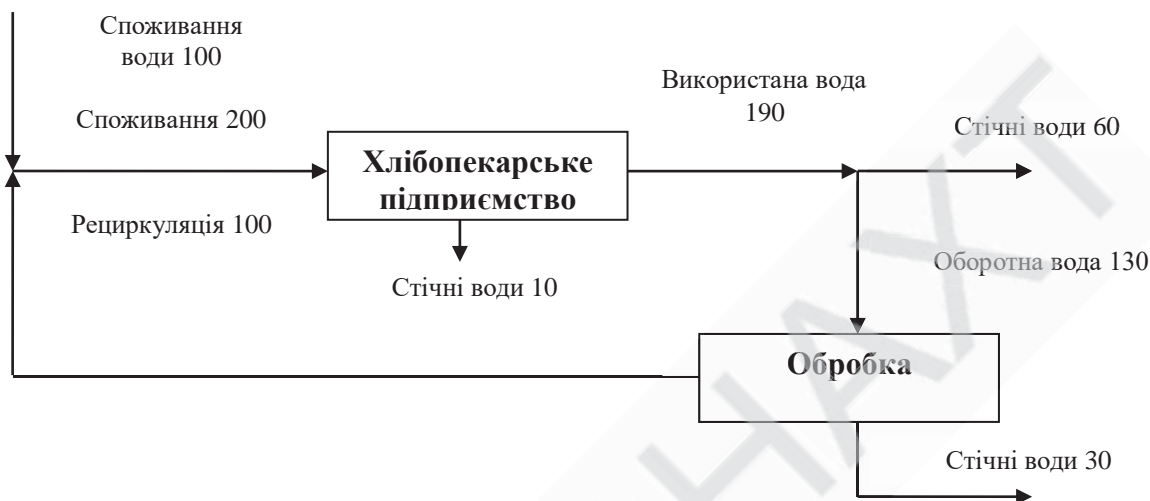 Споживання
води 100
Використана вода
190
Споживання 200
Стічні води 60
Хлібопекарське
підприємство
Рециркуляція 100
Оборотна вода 130
Стічні води 10
Обробка
Стічні води 30
НАХТ